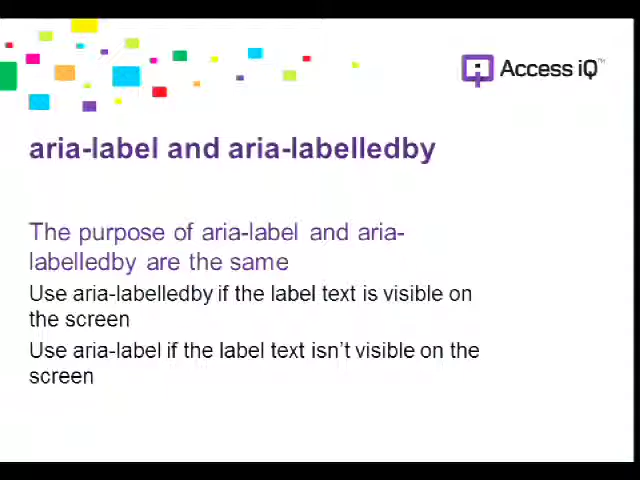 Access iQ™
aria-label and aria-labelledby
The purpose of aria-label and aria-
labelledby are the same
Use aria-labelledby if the label text is visible on
the screen
Use aria-label if the label text isn’t visible on the
screen